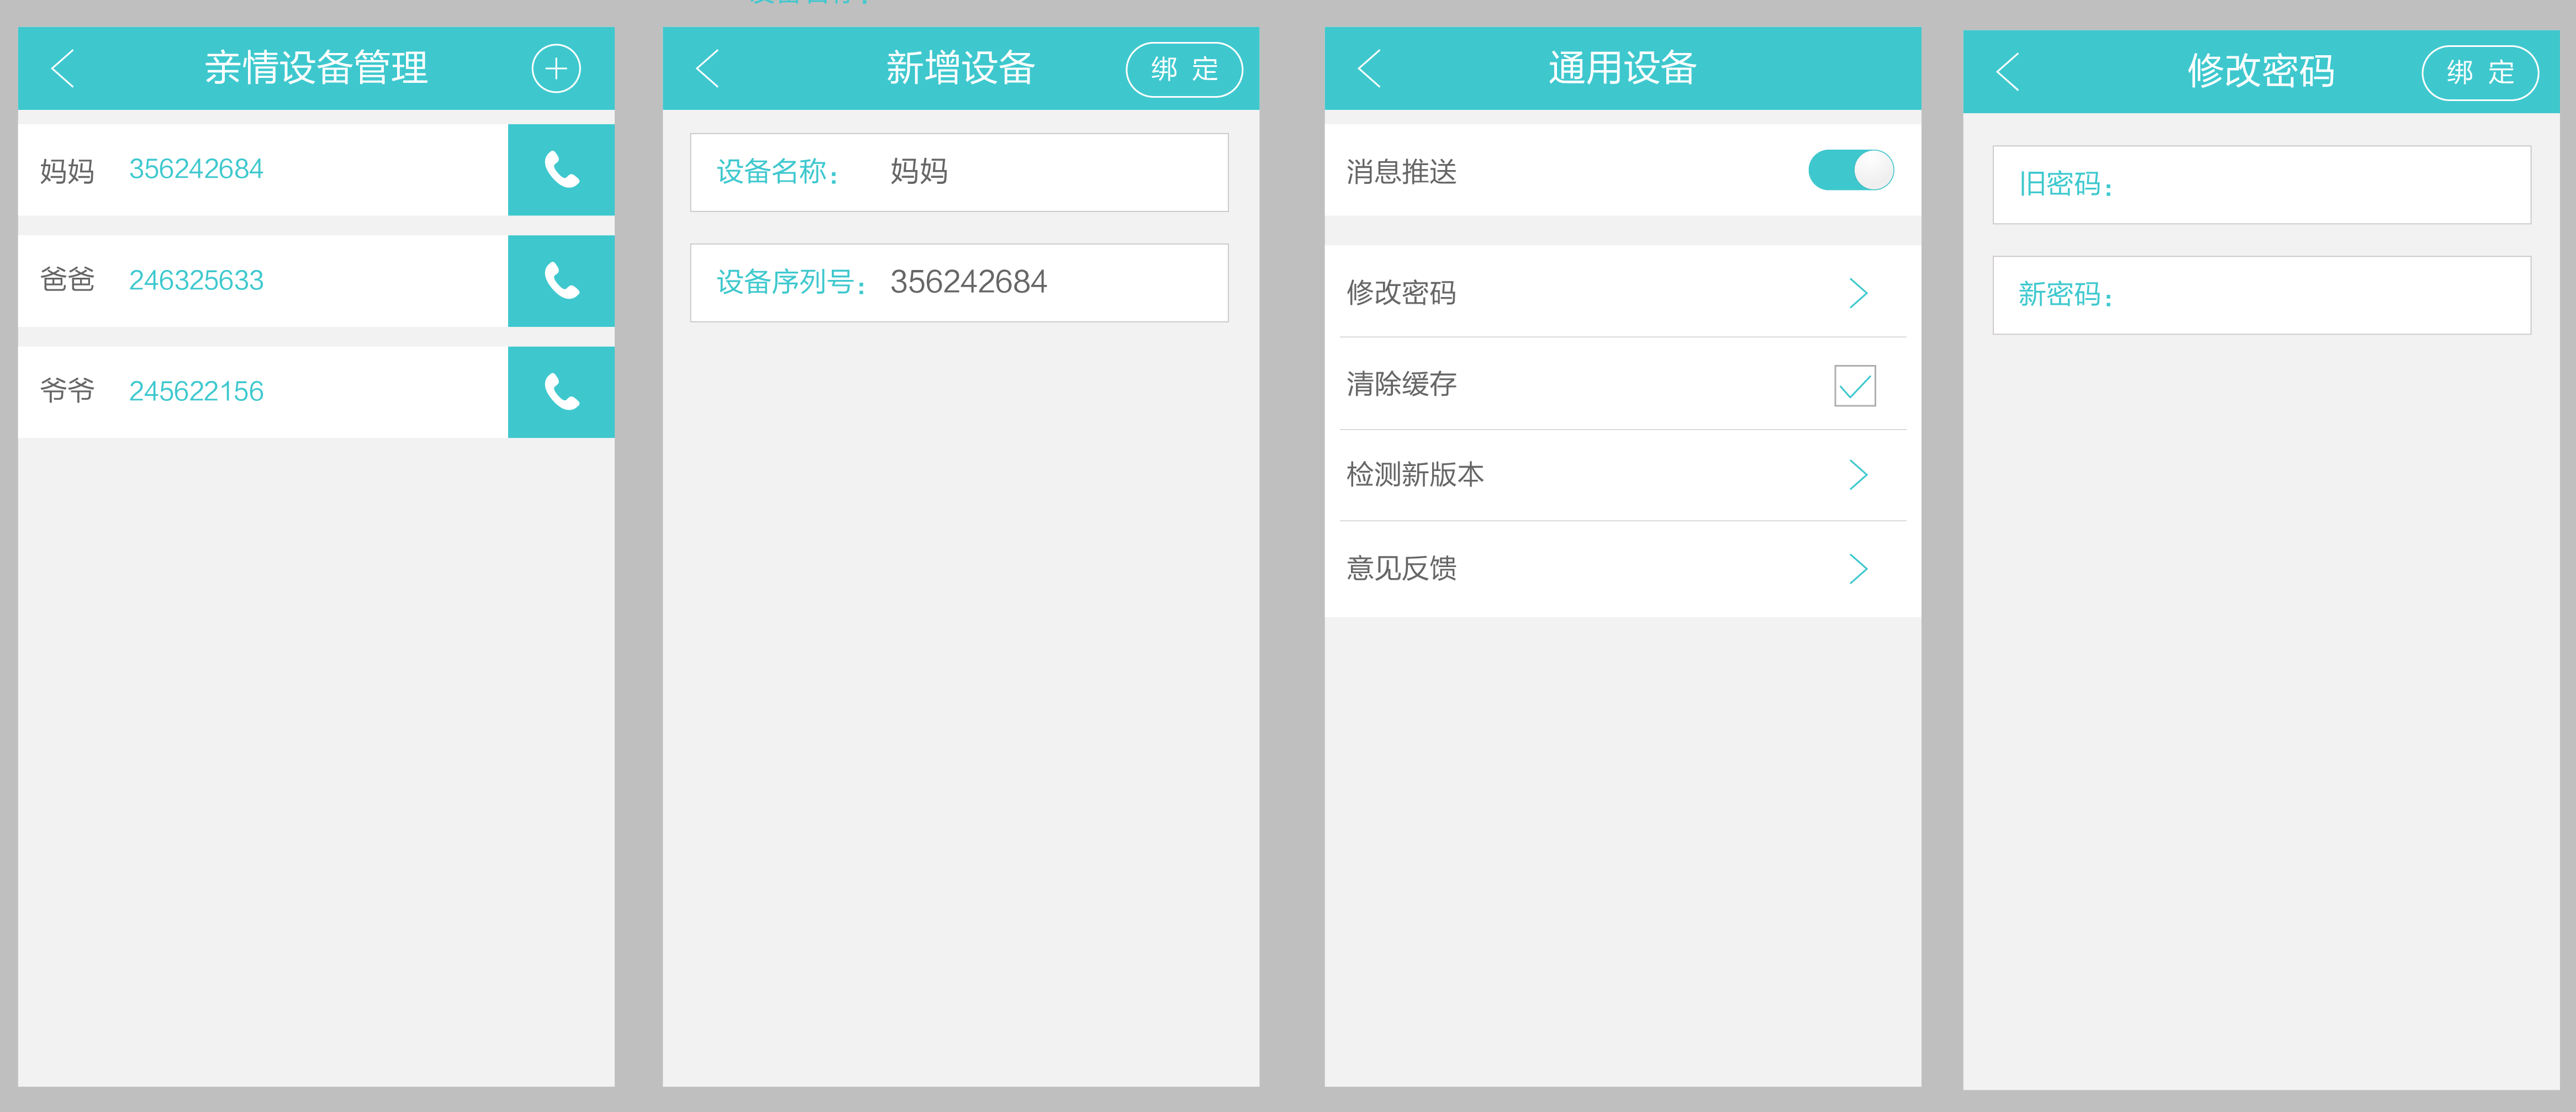 亲情设备管理
妈妈 356242684
爸爸 246325633
爷爷 245622156
新增设备 绑 定
设备名称： 妈妈
设备序列号： 356242684
通用设备
消息推送
修改密码
清除缓存
检测新版本
意见反馈
修改密码 绑 定
旧密码：
新密码：